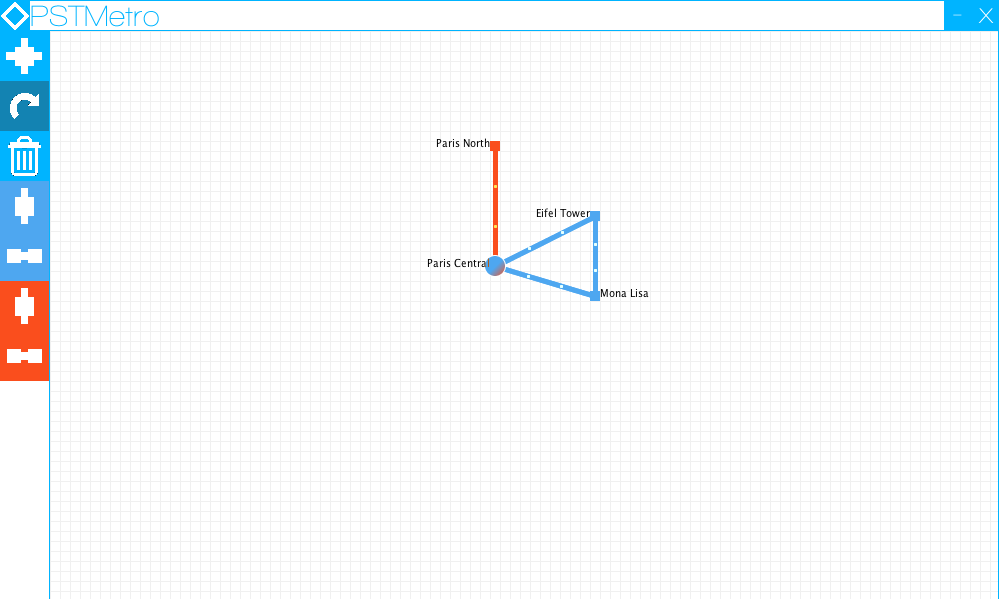 PSTMetro
Paris North
Eifel Tower
Paris Central
Mona Lisa